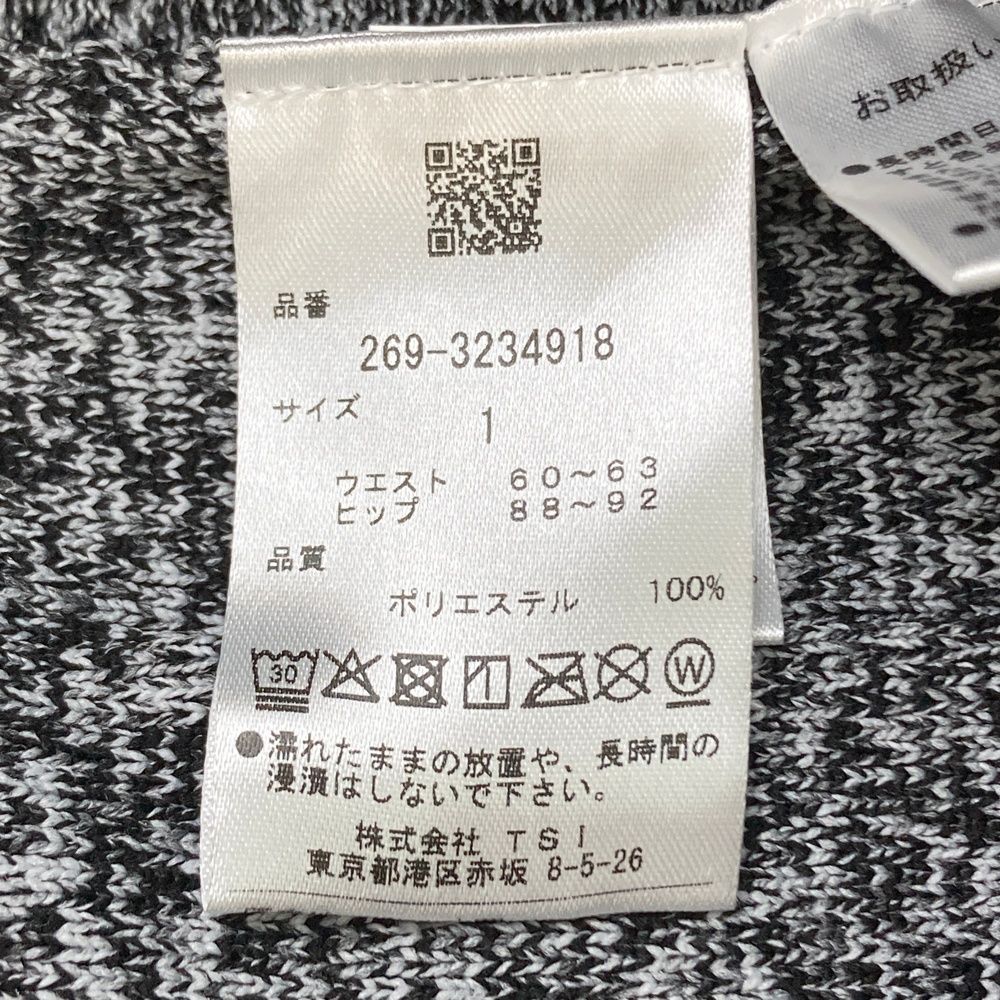 品番
269-3234918
サイズ
1
ウエスト 60～63
ヒップ 88～92
品質
ポリエステル 100%
30
W
●濡れたままの放置や、長時間の
浸漬はしないで下さい。
株式会社 TSI
東京都港区赤坂 8-5-26
お取扱い
●長時間